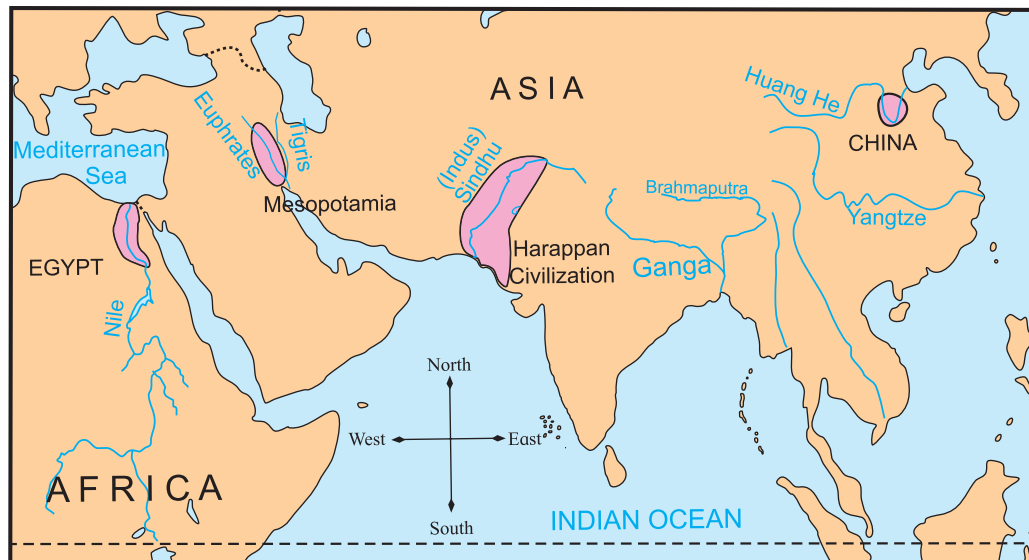 ASIA
Huang He
CHINA
Euphrates
Tigris
Mediterranean
Sea
Mesopotamia
(Indus)
Sindhu
Brahmaputra
Yangtze
EGYPT
Harappan
Civilization
Ganga
Nile
North
West
East
South
AFRICA
INDIAN OCEAN